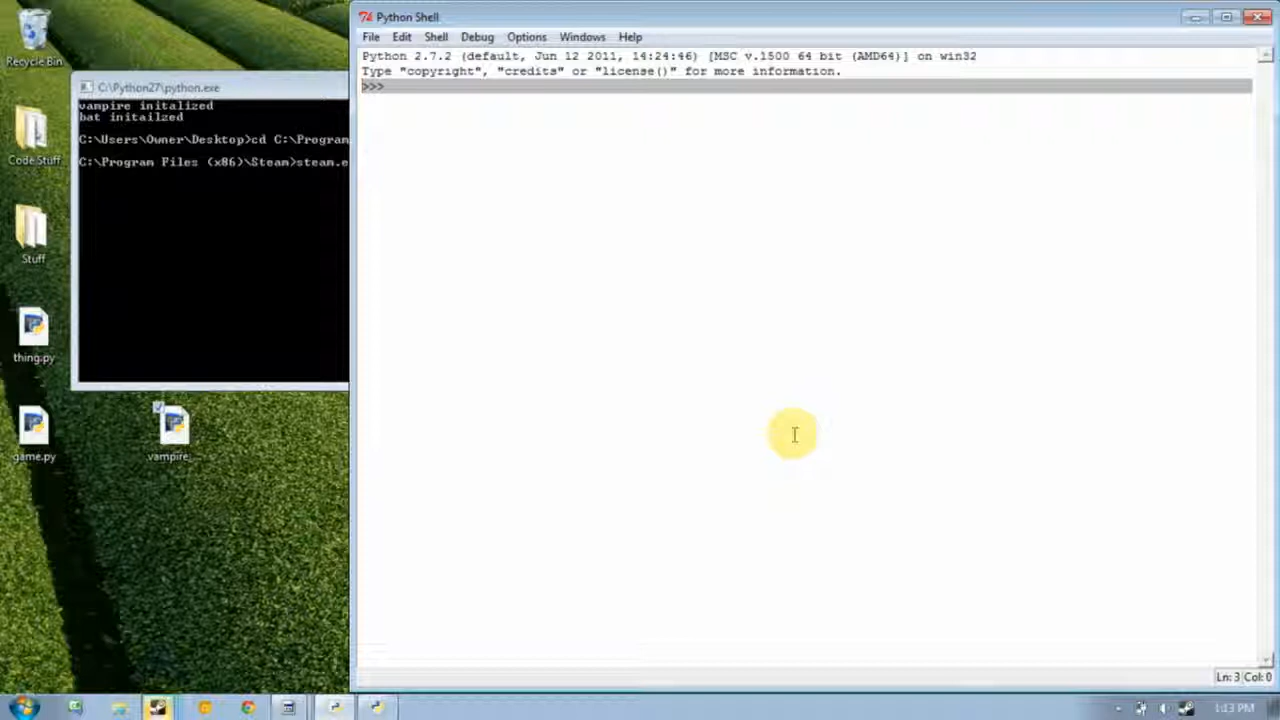 Recycle Bin
Code Stuff
Stuff
thing.py
game.py
vampire
C:\Python27\python.exe
vampire initalized
bat initailzed
C:\Users\Owner\Desktop>cd C:\Program
C:\Program Files (x86)\Steam>steam.e
Python Shell
File Edit Shell Debug Options Windows Help
Python 2.7.2 (default, Jun 12 2011, 14:24:46) [MSC v.1500 64 bit (AMD64)] on win32
Type "copyright", "credits" or "license()" for more information.
>>>
Ln: 3 Col: 0
1:13 PM